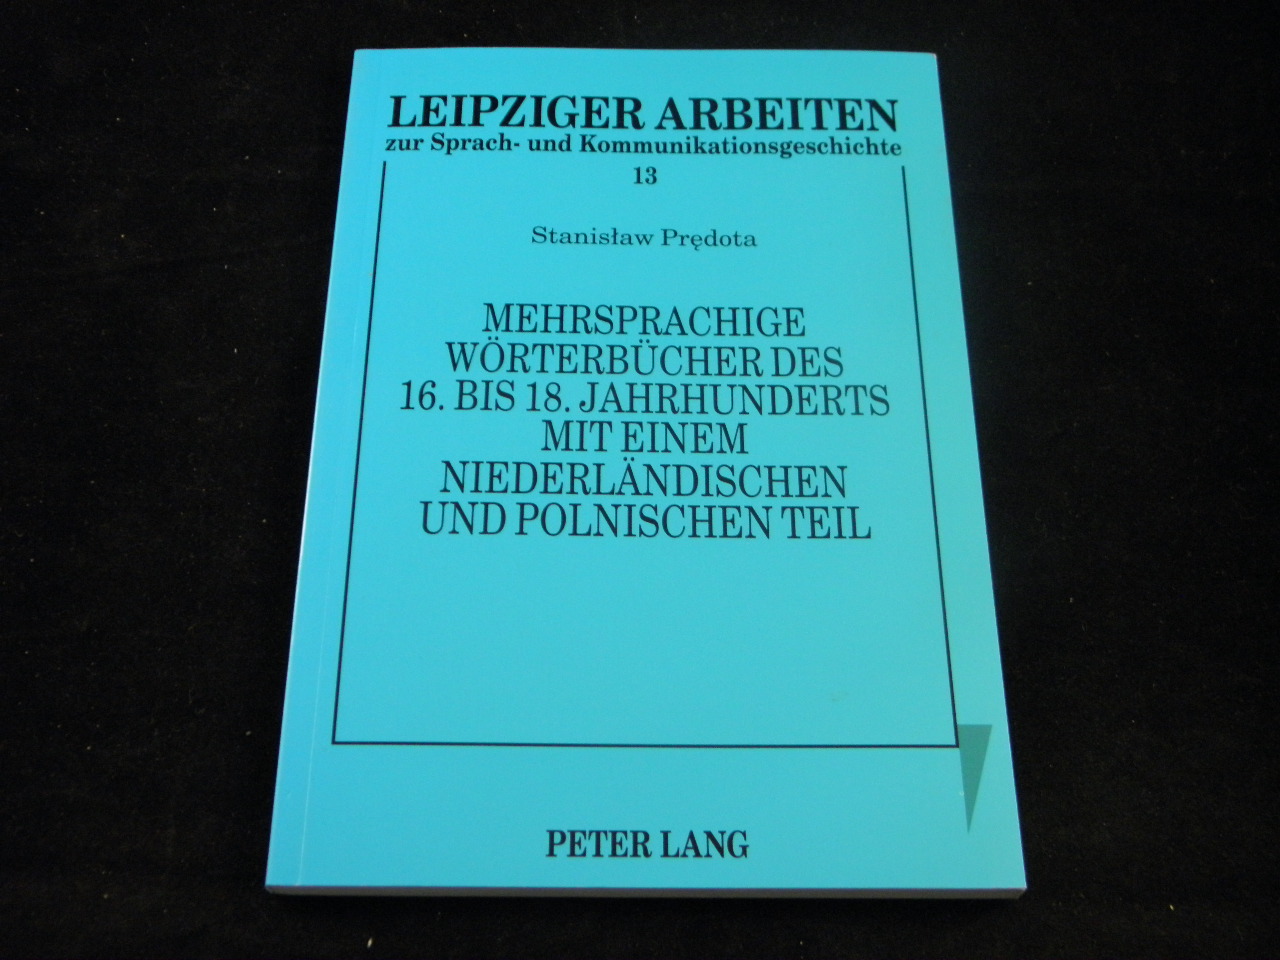 LEIPZIGER ARBEITEN
zur Sprach- und Kommunikationsgeschichte
13
Stanisław Prędota
MEHRSPRACHIGE
WÖRTERBÜCHER DES
16. BIS 18. JAHRHUNDERTS
MIT EINEM
NIEDERLÄNDISCHEN
UND POLNISCHEN TEIL
PETER LANG